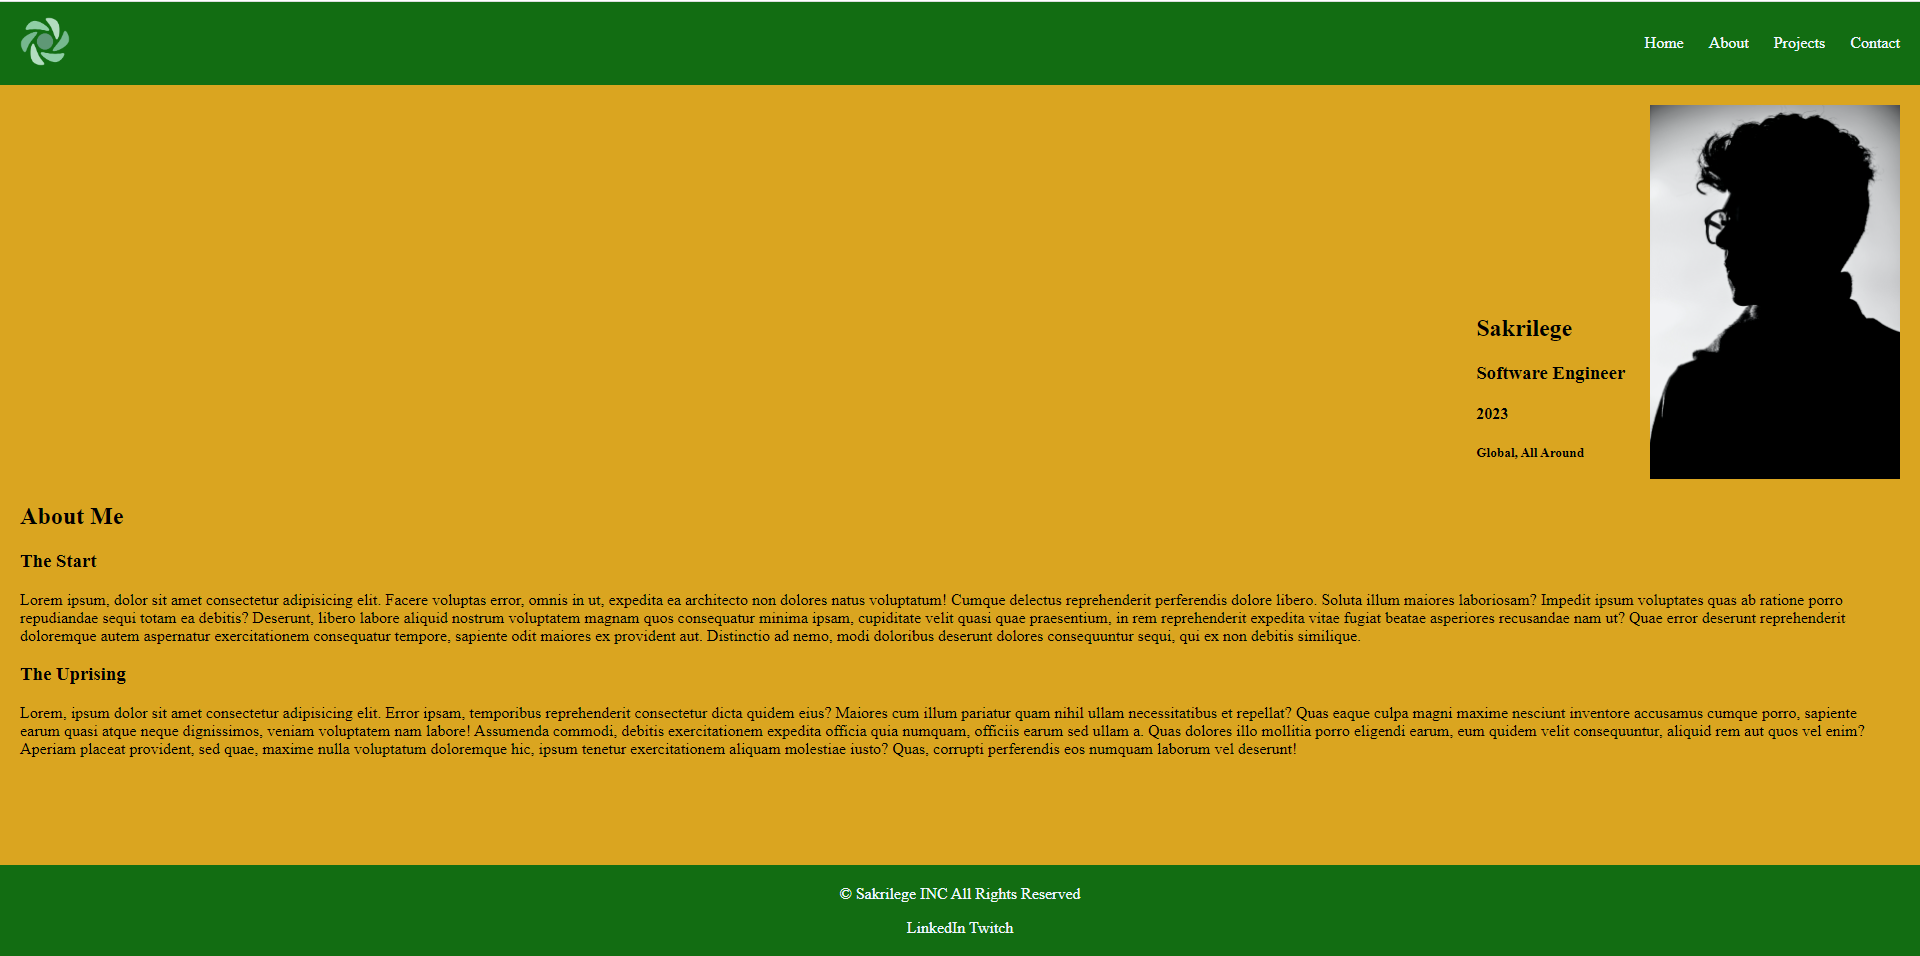 Home About Projects Contact
Sakrilege
Software Engineer
2023
Global, All Around
About Me
The Start
Lorem ipsum, dolor sit amet consectetur adipisicing elit. Facere voluptas error, omnis in ut, expedita ea architecto non dolores natus voluptatum! Cumque delectus reprehenderit perferendis dolore libero. Soluta illum maiores laboriosam? Impedit ipsum voluptates quas ab ratione porro
repudiandae sequi totam ea debitis? Deserunt, libero labore aliquid nostrum voluptatem magnam quos consequatur minima ipsam, cupiditate velit quasi quae praesentium, in rem reprehenderit expedita vitae fugiat beatae asperiores recusandae nam ut? Quae error deserunt reprehenderit
doloremque autem aspernatur exercitationem consequatur tempore, sapiente odit maiores ex provident aut. Distinctio ad nemo, modi doloribus deserunt dolores consequuntur sequi, qui ex non debitis similique.
The Uprising
Lorem, ipsum dolor sit amet consectetur adipisicing elit. Error ipsam, temporibus reprehenderit consectetur dicta quidem eius? Maiores cum illum pariatur quam nihil ullam necessitatibus et repellat? Quas eaque culpa magni maxime nesciunt inventore accusamus cumque porro, sapiente
earum quasi atque neque dignissimos, veniam voluptatem nam labore! Assumenda commodi, debitis exercitationem expedita officia quia numquam, officiis earum sed ullam a. Quas dolores illo mollitia porro eligendi earum, eum quidem velit consequuntur, aliquid rem aut quos vel enim?
Aperiam placeat provident, sed quae, maxime nulla voluptatum doloremque hic, ipsum tenetur exercitationem aliquam molestiae iusto? Quas, corrupti perferendis eos numquam laborum vel deserunt!
© Sakrilege INC All Rights Reserved
LinkedIn Twitch